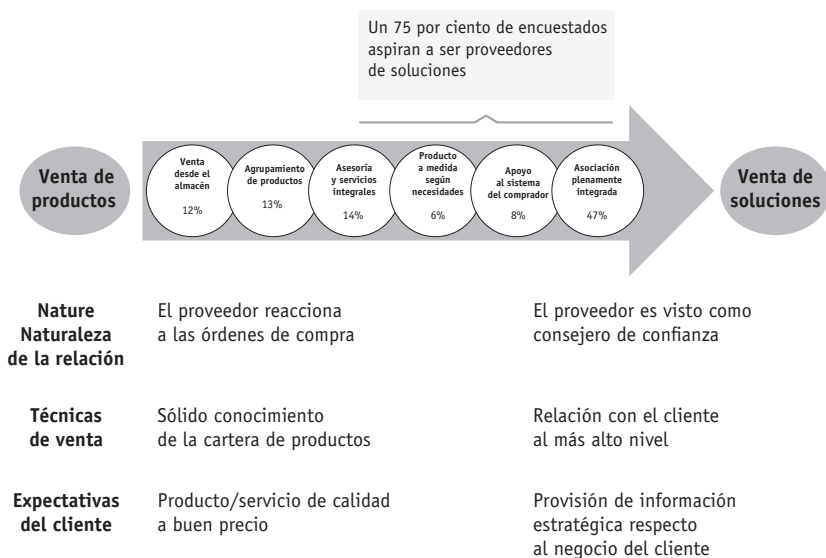 Un 75 por ciento de encuestados
aspiran a ser proveedores
de soluciones
Venta de
productos
Venta
desde el
almacén
12%
Agrupamiento
de productos
13%
Asesoría
y servicios
integrales
14%
Producto
a medida
según
necesidades
6%
Apoyo
al sistema
del comprador
8%
Asociación
plenamente
integrada
47%
Venta de
soluciones
Nature
Naturaleza
de la relación
El proveedor reacciona
a las órdenes de compra
El proveedor es visto como
consejero de confianza
Técnicas
de venta
Sólido conocimiento
de la cartera de productos
Relación con el cliente
al más alto nivel
Expectativas
del cliente
Producto/servicio de calidad
a buen precio
Provisión de información
estratégica respecto
al negocio del cliente